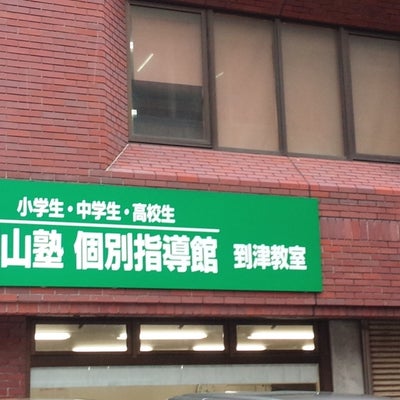 小学生・中学生・高校生
山塾 個別指導館 到津教室